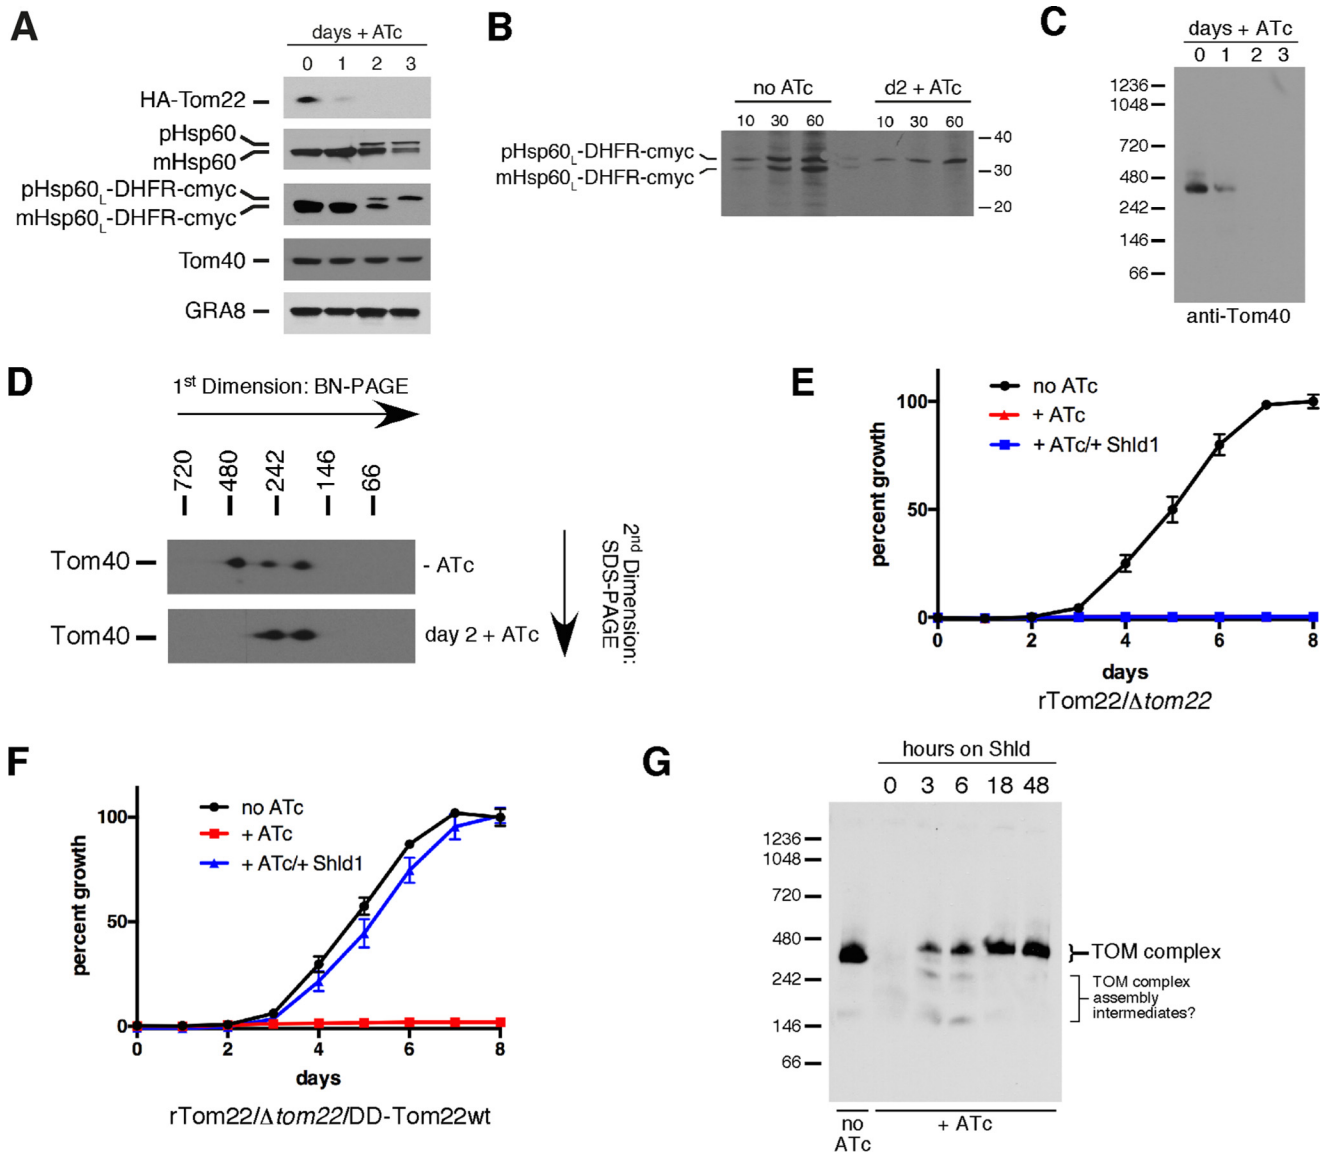 A
days + ATc
0 1 2 3
HA-Tom22
pHsp60
mHsp60
pHsp60L-DHFR-cmyc
mHsp60L-DHFR-cmyc
Tom40
GRA8
B
no ATc d2 + ATc
10 30 60 10 30 60
pHsp60L-DHFR-cmyc
mHsp60L-DHFR-cmyc
40
30
20
C
days + ATc
0 1 2 3
1236
1048
720
480
242
146
66
anti-Tom40
D
1st Dimension: BN-PAGE
720 480 242 146 66
Tom40 - ATc
Tom40 day 2 + ATc
2nd Dimension:
SDS-PAGE
E
no ATc
+ ATc
+ ATc/+ Shld1
percent growth
100
50
0
0 2 4 6 8
days
rTom22/Δtom22
F
no ATc
+ ATc
+ ATc/+ Shld1
percent growth
100
50
0
0 2 4 6 8
days
rTom22/Δtom22/DD-Tom22wt
G
hours on Shld
0 3 6 18 48
1236
1048
720
480
242
146
66
TOM complex
TOM complex
assembly
intermediates?
no
ATc
+ ATc